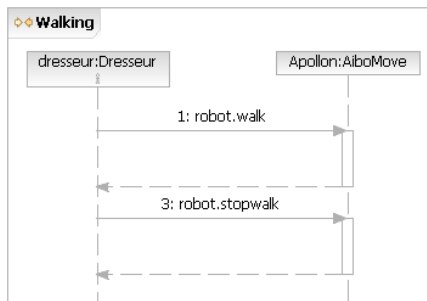 Walking
dresseur:Dresseur
Apollon:AiboMove
1: robot.walk
3: robot.stopwalk